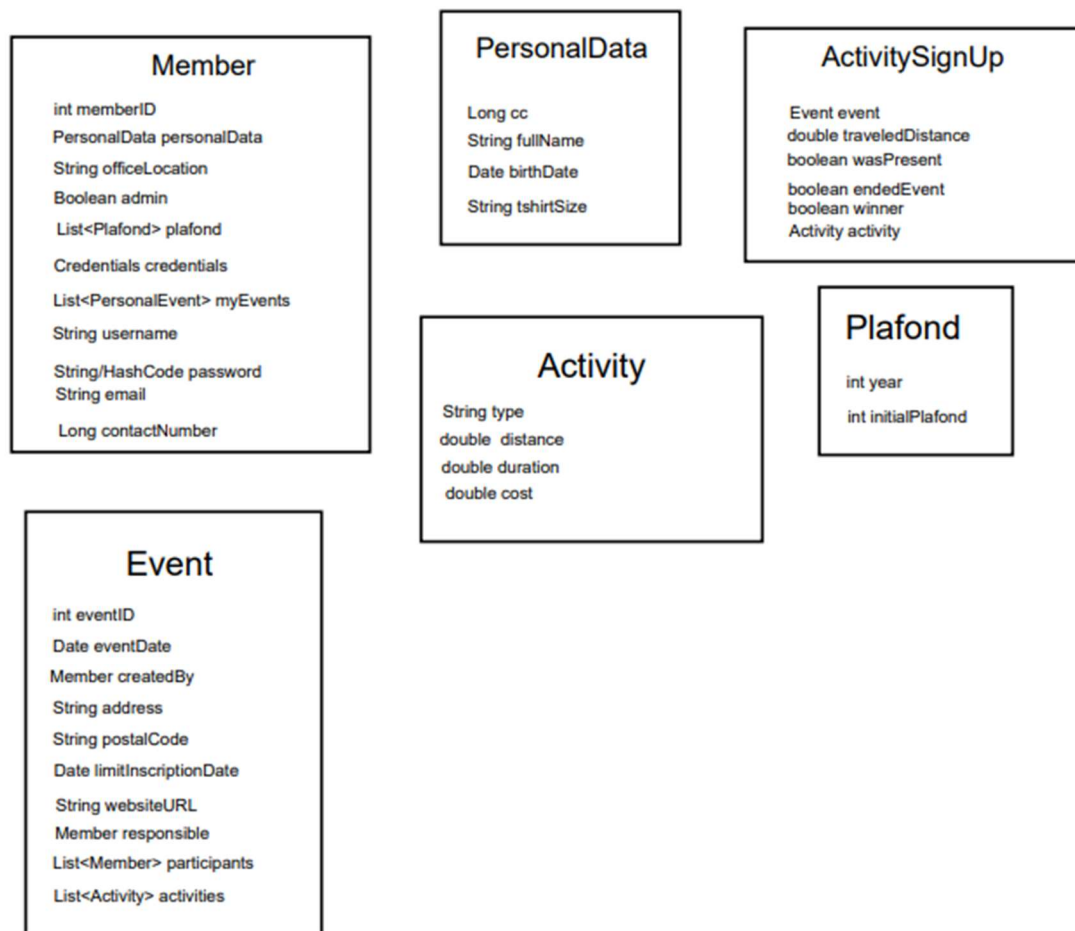 Member
int memberID
PersonalData personalData
String officeLocation
Boolean admin
List<Plafond> plafond
Credentials credentials
List<PersonalEvent> myEvents
String username
String/HashCode password
String email
Long contactNumber
PersonalData
Long cc
String fullName
Date birthDate
String tshirtSize
ActivitySignUp
Event event
double traveledDistance
boolean wasPresent
boolean endedEvent
boolean winner
Activity activity
Activity
String type
double distance
double duration
double cost
Plafond
int year
int initialPlafond
Event
int eventID
Date eventDate
Member createdBy
String address
String postalCode
Date limitInscriptionDate
String websiteURL
Member responsible
List<Member> participants
List<Activity> activities